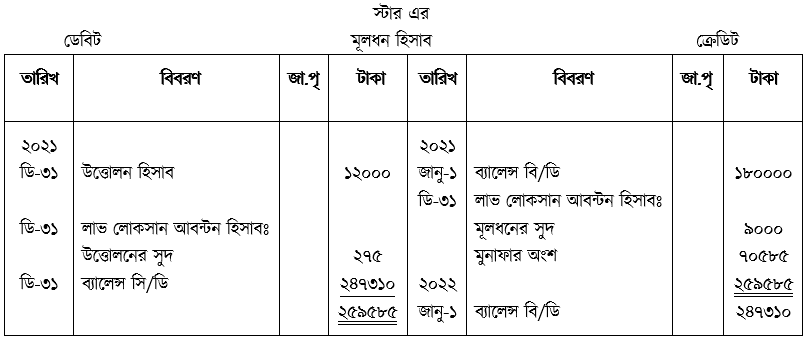 স্টার এর
ডেবিট মূলধন হিসাব ক্রেডিট
তারিখ বিবরণ জা.পৃ টাকা তারিখ বিবরণ জা.পৃ টাকা
২০২১ ২০২১
ডি-৩১ উত্তোলন হিসাব ১২০০০ জানু-১ ব্যালেন্স বি/ডি ১৮০০০০
ডি-৩১ লাভ লোকসান আবন্টন হিসাবঃ
ডি-৩১ লাভ লোকসান আবন্টন হিসাবঃ মূলধনের সুদ ৯০০০
উত্তোলনের সুদ ২৭৫ মুনাফার অংশ ৭০৫৮৫
ডি-৩১ ব্যালেন্স সি/ডি ২৪৭৩১০ ২০২২ ২৫৯৫৮৫
২৫৯৫৮৫ জানু-১ ব্যালেন্স বি/ডি ২৪৭৩১০